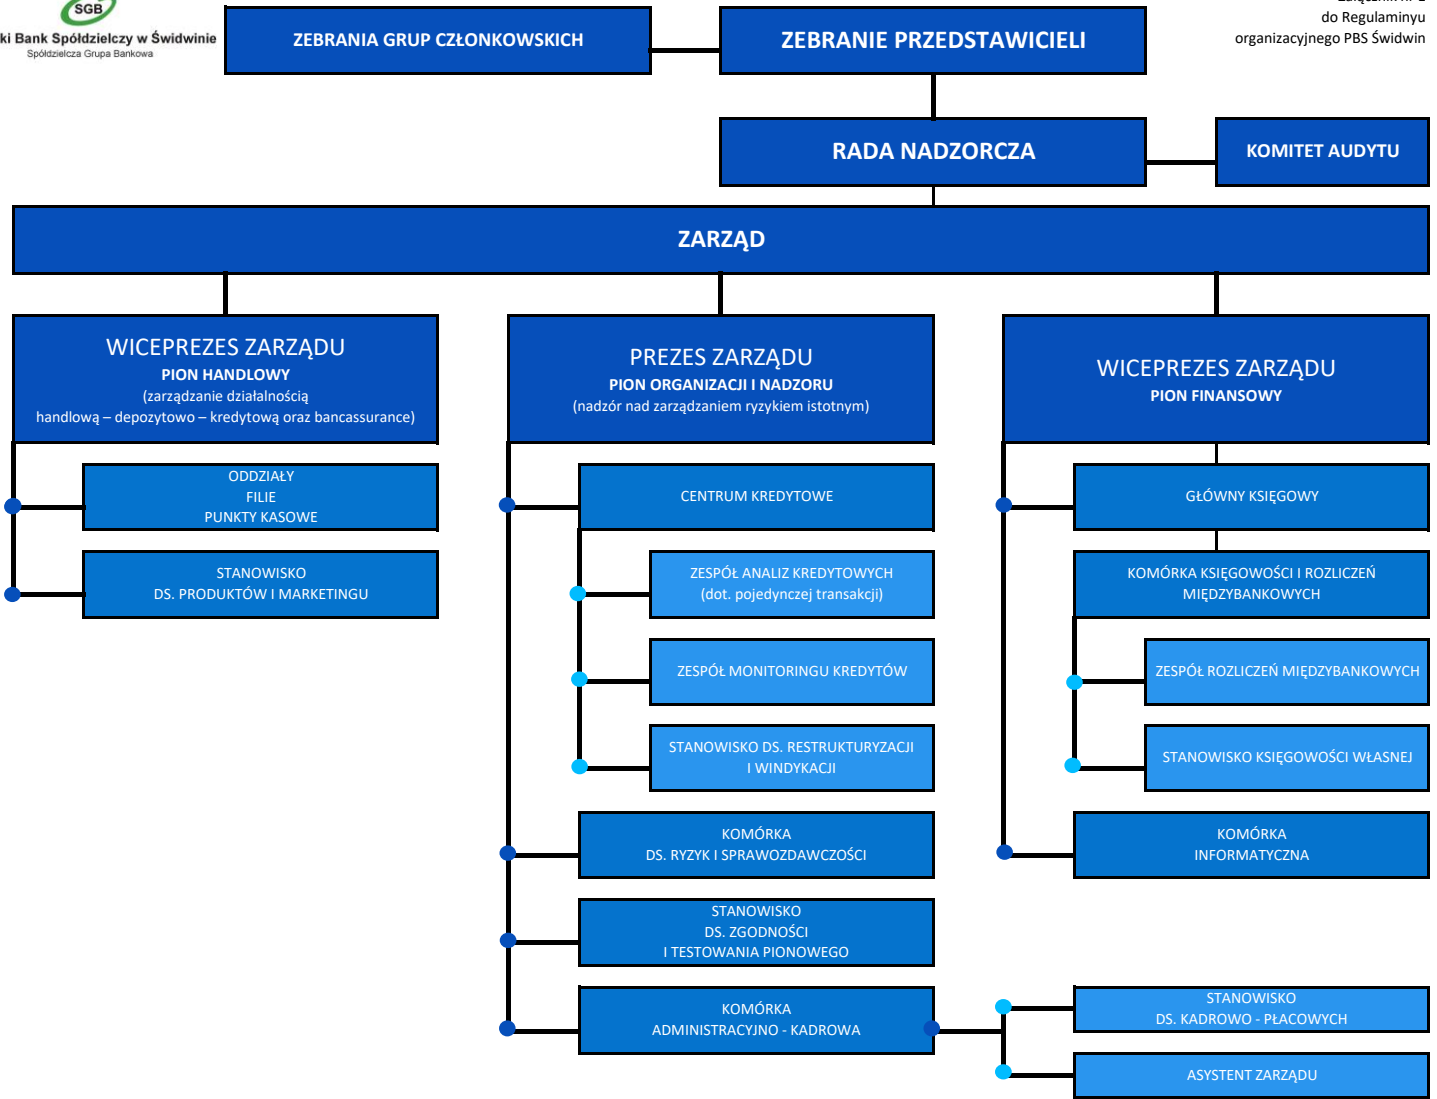 SGB
ki Bank Spółdzielczy w Świdwinie
Spółdzielcza Grupa Bankowa
do Regulaminyu
organizacyjnego PBS Świdwin
ZEBRANIA GRUP CZŁONKOWSKICH
ZEBRANIE PRZEDSTAWICIELI
RADA NADZORCZA
KOMITET AUDYTU
ZARZĄD
WICEPREZES ZARZĄDU
PION HANDLOWY
(zarządzanie działalnością
handlową – depozytowo – kredytową oraz bancassurance)
ODDZIAŁY
FILIE
PUNKTY KASOWE
STANOWISKO
DS. PRODUKTÓW I MARKETINGU
PREZES ZARZĄDU
PION ORGANIZACJI I NADZORU
(nadzór nad zarządzaniem ryzykiem istotnym)
CENTRUM KREDYTOWE
ZESPÓŁ ANALIZ KREDYTOWYCH
(dot. pojedynczej transakcji)
ZESPÓŁ MONITORINGU KREDYTÓW
STANOWISKO DS. RESTRUKTURYZACJI
I WINDYKACJI
KOMÓRKA
DS. RYZYK I SPRAWOZDAWCZOŚCI
STANOWISKO
DS. ZGODNOŚCI
I TESTOWANIA PIONOWEGO
KOMÓRKA
ADMINISTRACYJNO - KADROWA
STANOWISKO
DS. KADROWO - PŁACOWYCH
ASYSTENT ZARZĄDU
WICEPREZES ZARZĄDU
PION FINANSOWY
GŁÓWNY KSIĘGOWY
KOMÓRKA KSIĘGOWOŚCI I ROZLICZEŃ
MIĘDZYBANKOWYCH
ZESPÓŁ ROZLICZEŃ MIĘDZYBANKOWYCH
STANOWISKO KSIĘGOWOŚCI WŁASNEJ
KOMÓRKA
INFORMATYCZNA